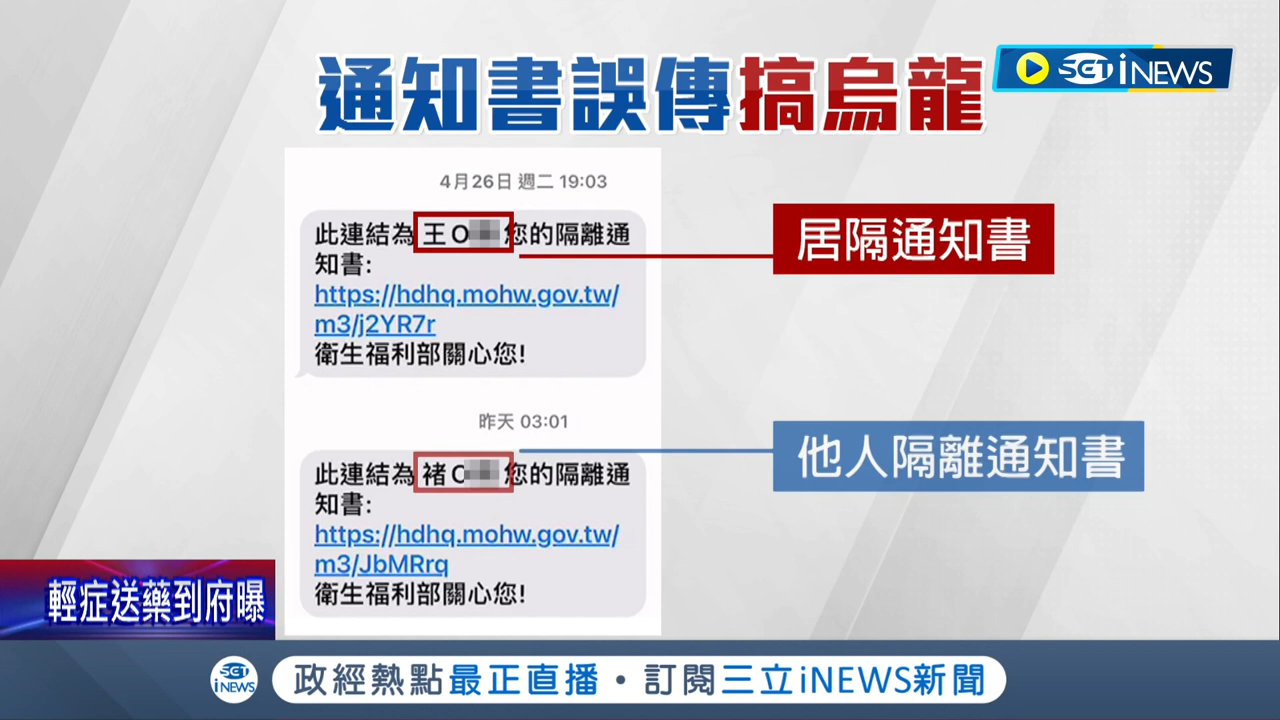 通知書誤傳搞烏龍
SET iNEWS
4月26日 週二 19:03
此連結為 王O 您的隔離通
知書:
https://hdhq.mohw.gov.tw/
m3/j2YR7r
衛生福利部關心您!
居隔通知書
昨天 03:01
此連結為 褚O 您的隔離通
知書:
https://hdhq.mohw.gov.tw/
m3/JbMRrq
衛生福利部關心您!
他人隔離通知書
輕症送藥到府曝
SET iNEWS
政經熱點最正直播・訂閱三立iNEWS新聞